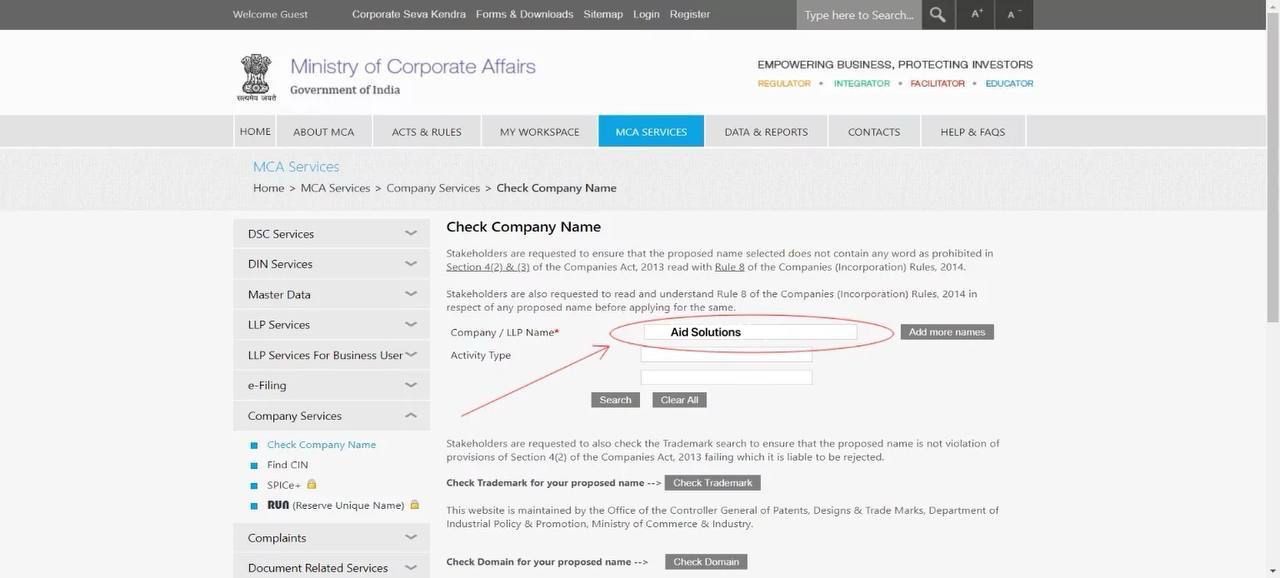 Welcome Guest Corporate Seva Kendra Forms & Downloads Sitemap Login Register Type here to Search... A+ A-
Ministry of Corporate Affairs
Government of India
सत्यमेव जयते
EMPOWERING BUSINESS, PROTECTING INVESTORS
REGULATOR • INTEGRATOR • FACILITATOR • EDUCATOR
HOME ABOUT MCA ACTS & RULES MY WORKSPACE MCA SERVICES DATA & REPORTS CONTACTS HELP & FAQS
MCA Services
Home > MCA Services > Company Services > Check Company Name
DSC Services
DIN Services
Master Data
LLP Services
LLP Services For Business User
e-Filing
Company Services
Check Company Name
Find CIN
SPICe+
RUN (Reserve Unique Name)
Complaints
Document Related Services
Check Company Name
Stakeholders are requested to ensure that the proposed name selected does not contain any word as prohibited in
Section 4(2) & (3) of the Companies Act, 2013 read with Rule 8 of the Companies (Incorporation) Rules, 2014.
Stakeholders are also requested to read and understand Rule 8 of the Companies (Incorporation) Rules, 2014 in
respect of any proposed name before applying for the same.
Company / LLP Name* Aid Solutions Add more names
Activity Type
Search Clear All
Stakeholders are requested to also check the Trademark search to ensure that the proposed name is not violation of
provisions of Section 4(2) of the Companies Act, 2013 failing which it is liable to be rejected.
Check Trademark for your proposed name --> Check Trademark
This website is maintained by the Office of the Controller General of Patents, Designs & Trade Marks, Department of
Industrial Policy & Promotion, Ministry of Commerce & Industry.
Check Domain for your proposed name --> Check Domain